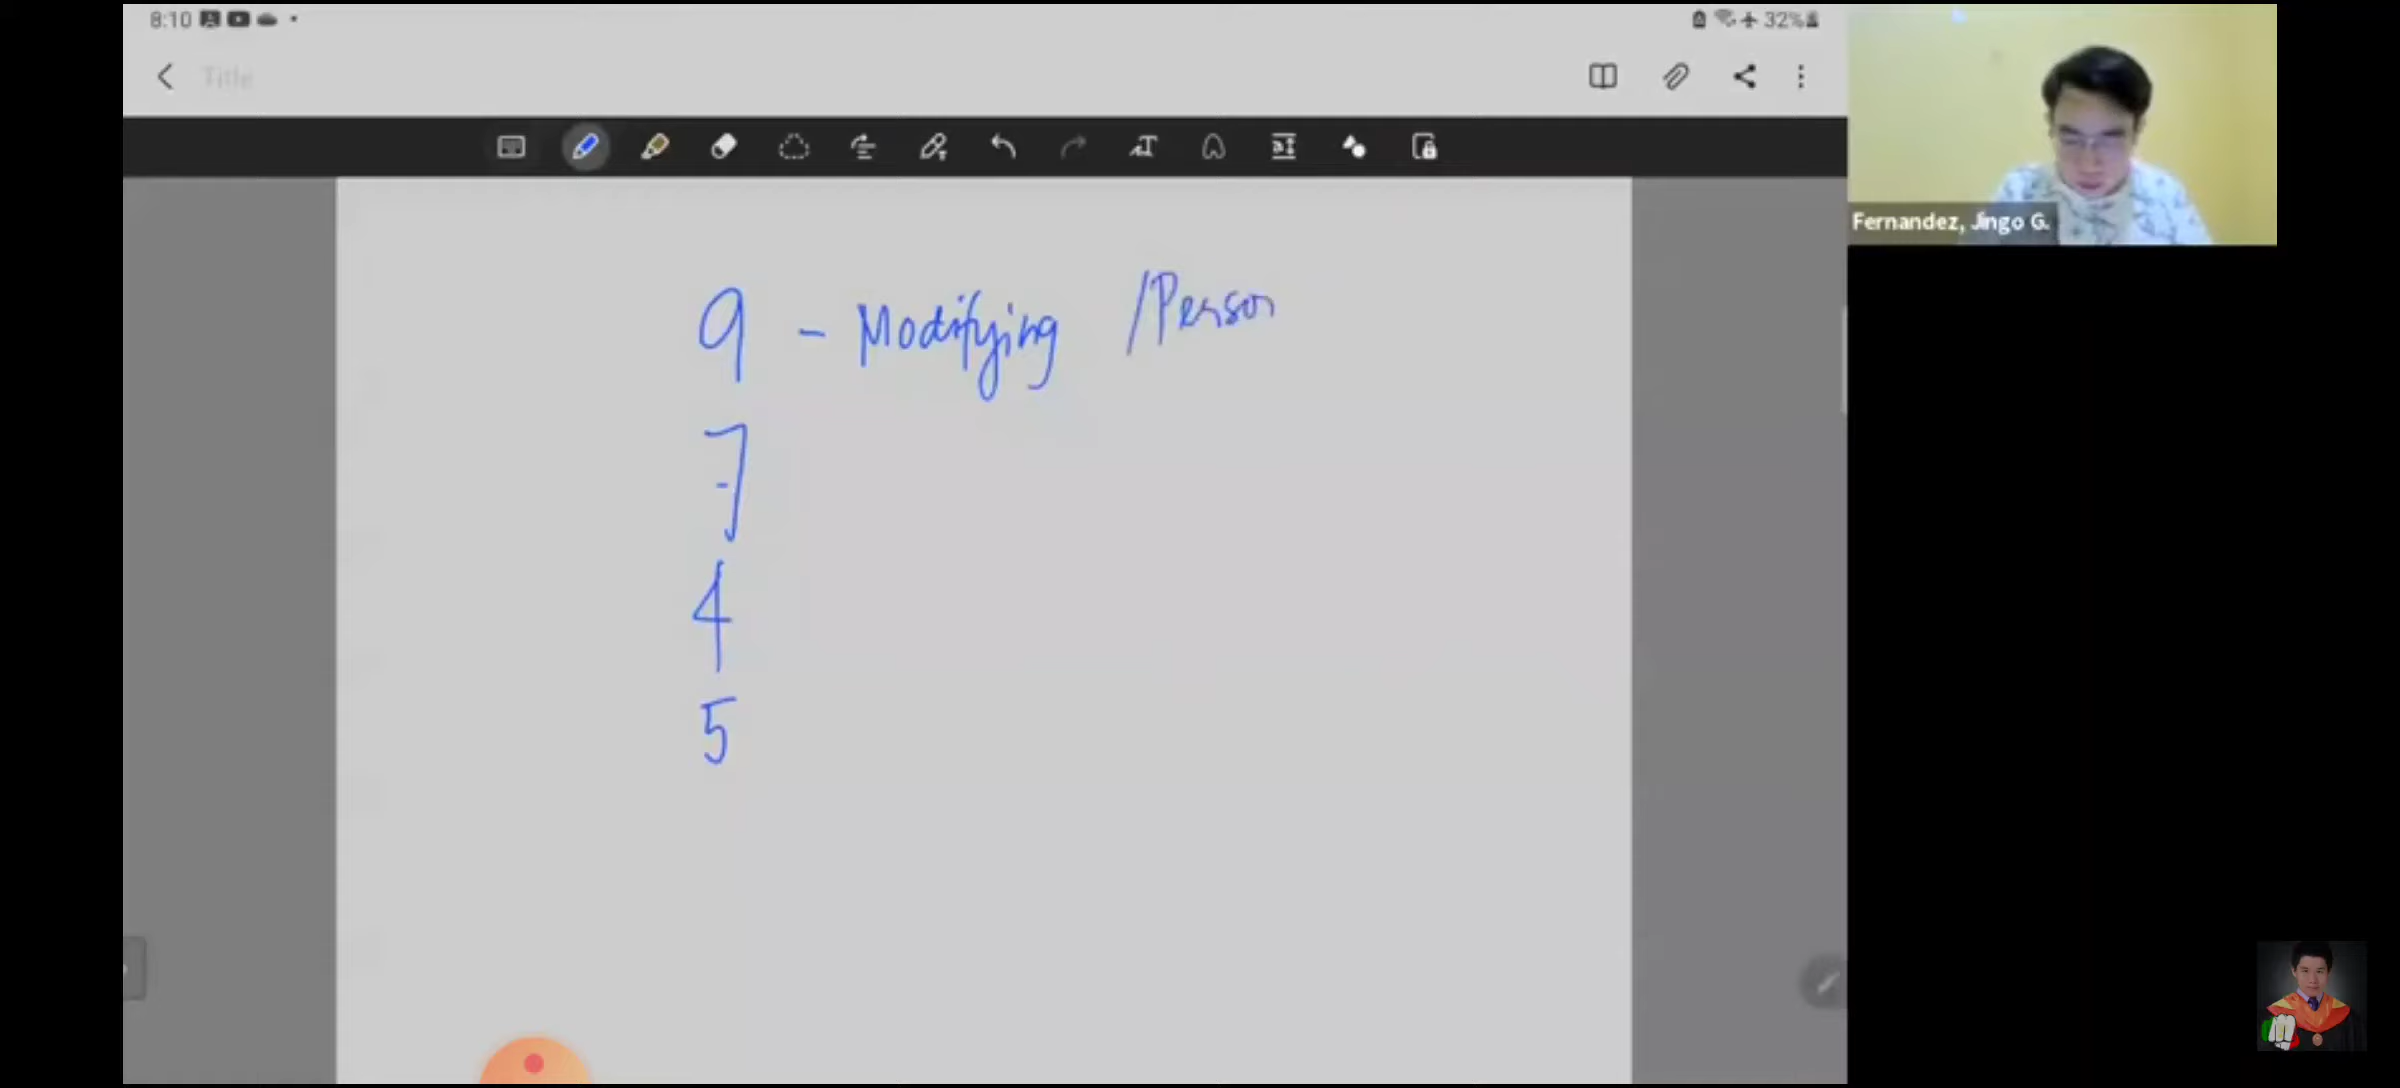 8:10
32%
Title
Fernandez, Jingo G.
9 - Modifying /Person
7
4
5